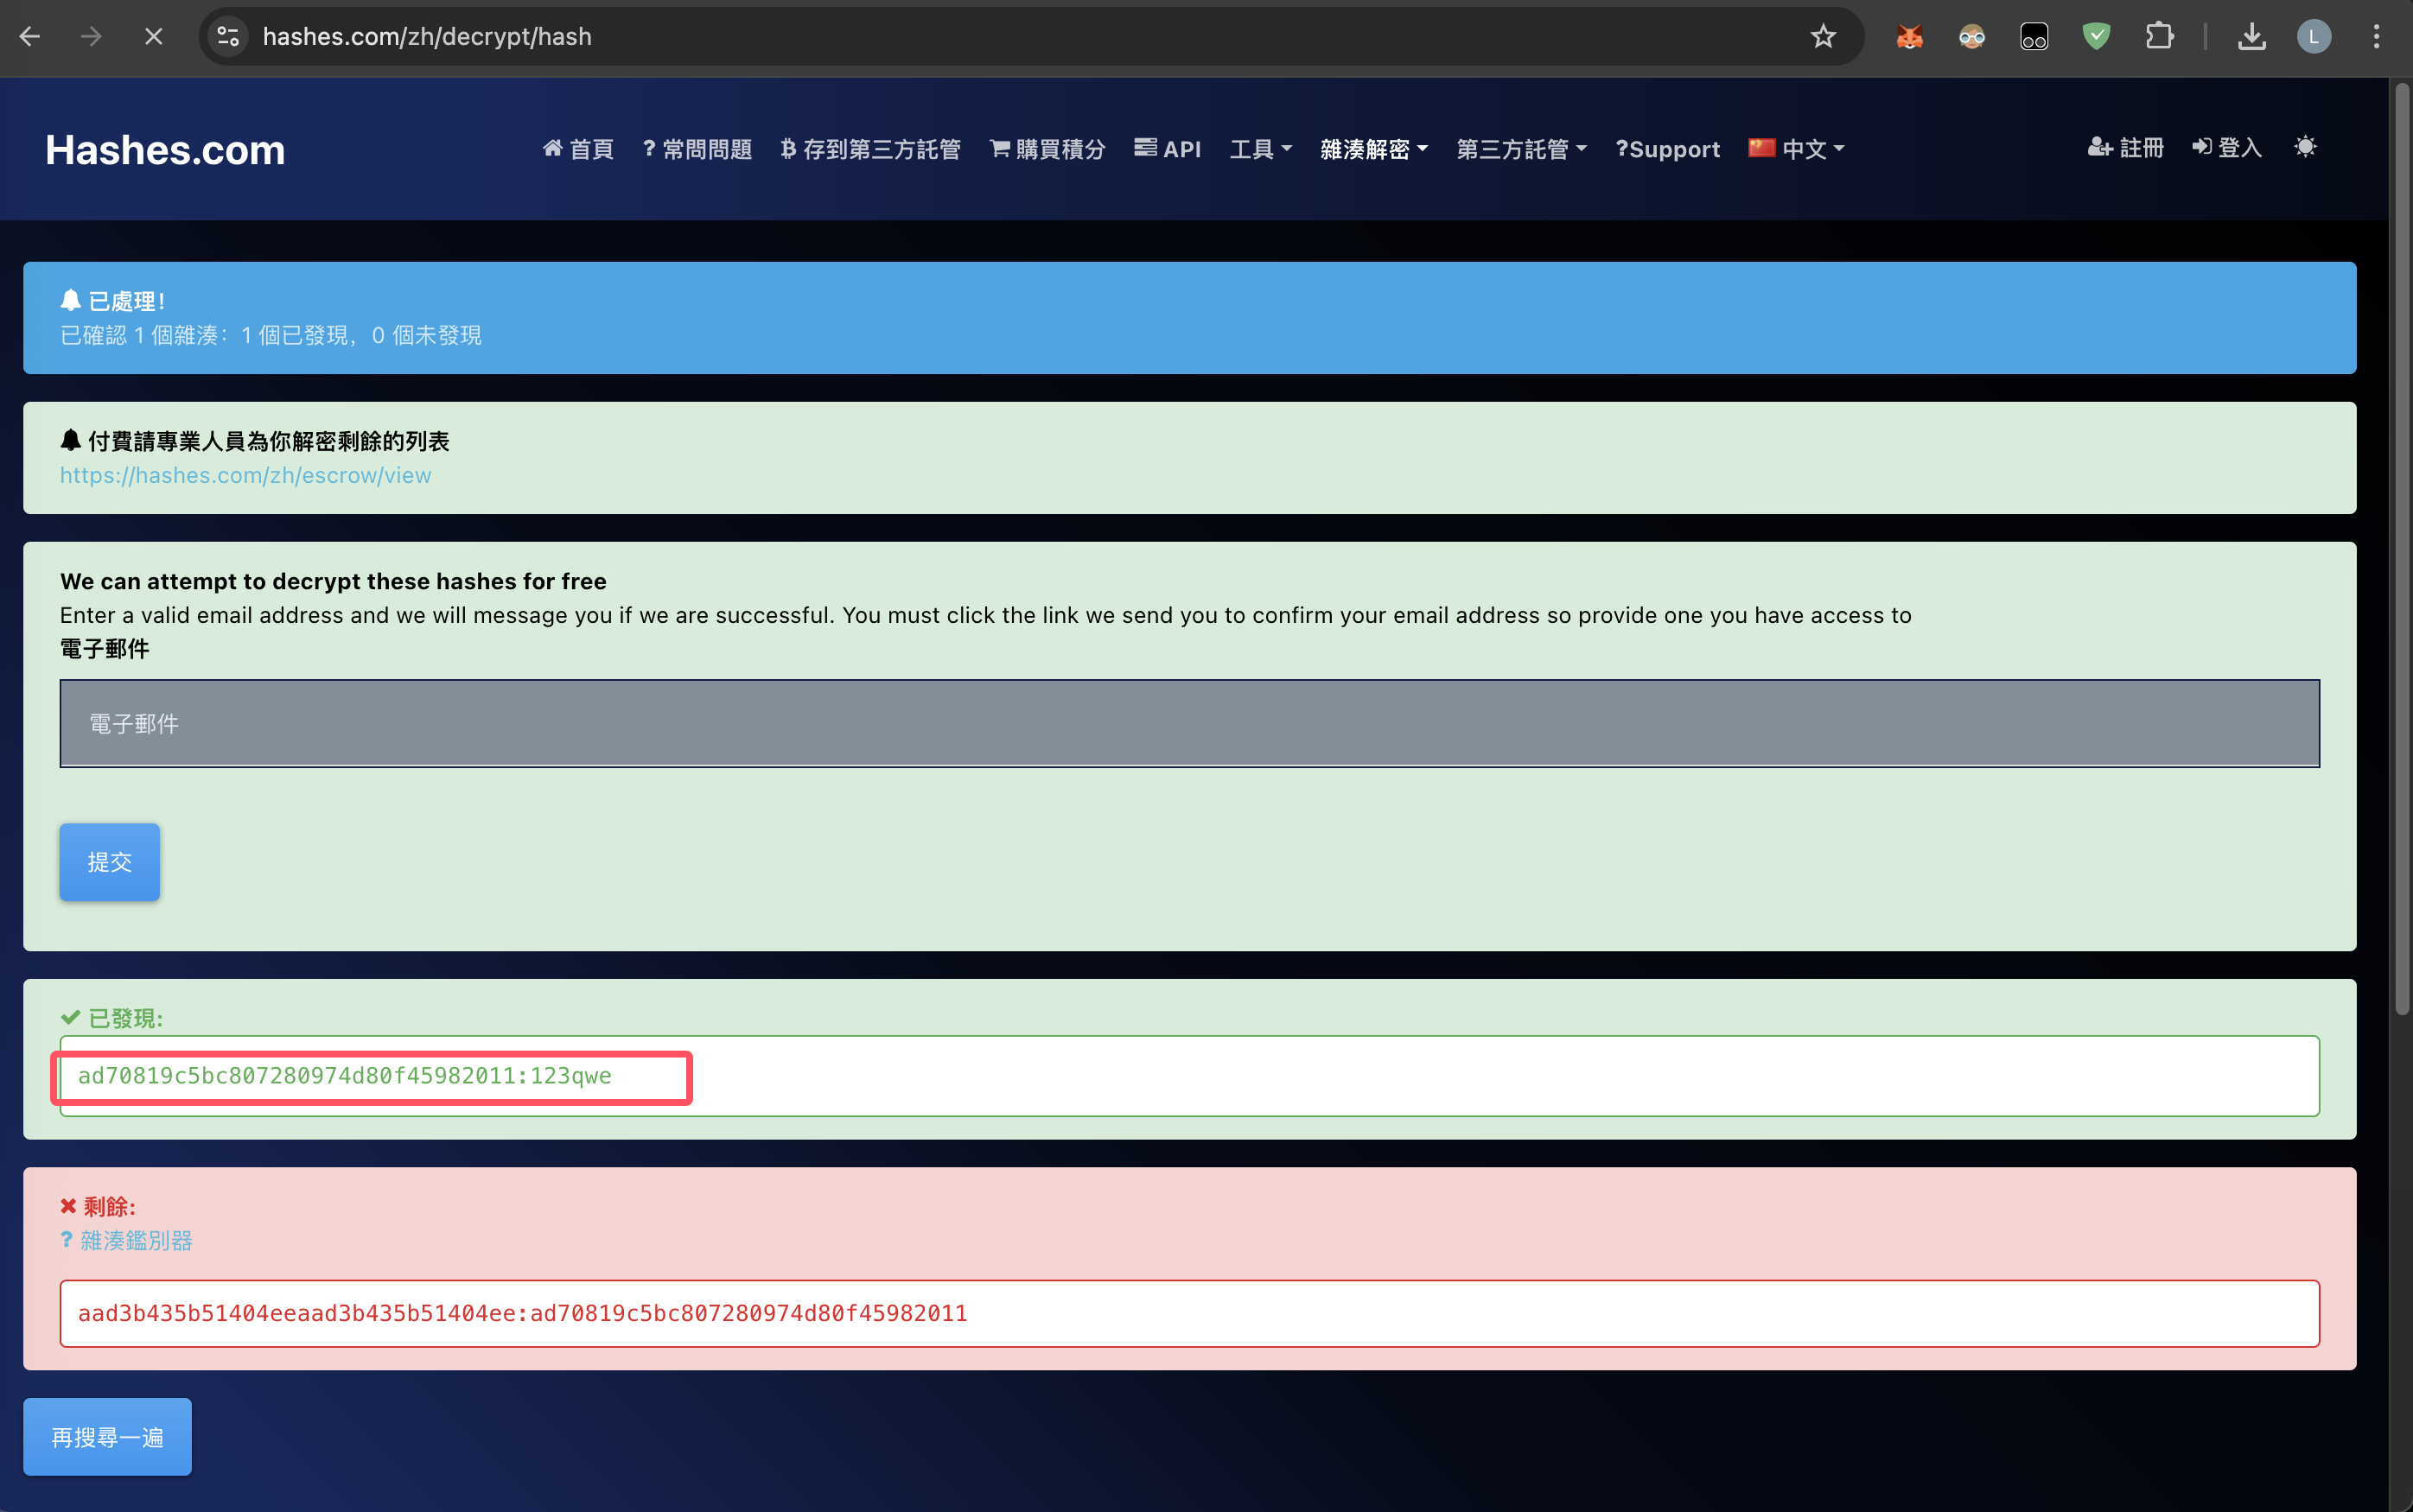 hashes.com/zh/decrypt/hash
L
Hashes.com
首頁
? 常問問題
存到第三方託管
購買積分
API
工具
雜湊解密
第三方託管
?Support
中文
註冊
登入
已處理!
已確認 1 個雜湊：1 個已發現，0 個未發現
付費請專業人員為你解密剩餘的列表
https://hashes.com/zh/escrow/view
We can attempt to decrypt these hashes for free
Enter a valid email address and we will message you if we are successful. You must click the link we send you to confirm your email address so provide one you have access to
電子郵件
電子郵件
提交
已發現:
ad70819c5bc807280974d80f45982011:123qwe
剩餘:
? 雜湊鑑別器
aad3b435b51404eeaad3b435b51404ee:ad70819c5bc807280974d80f45982011
再搜尋一遍